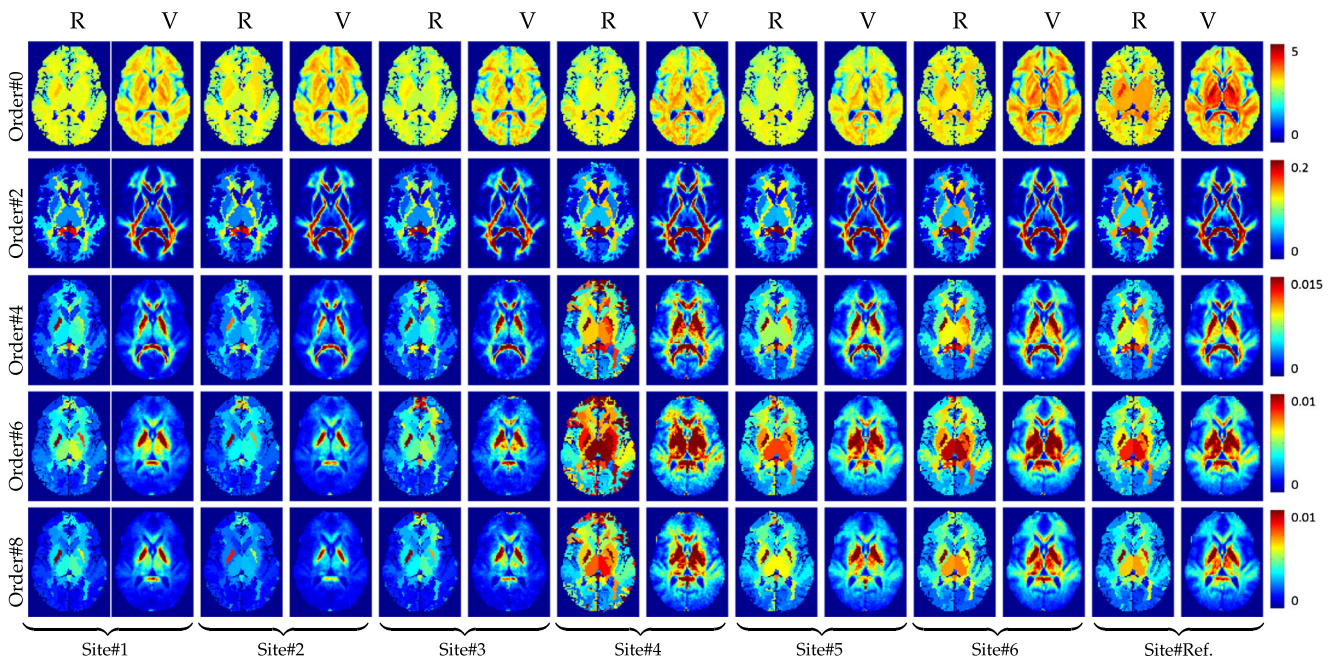 R V R V R V R V R V R V R V
Order#0
5
0
Order#2
0.2
0
Order#4
0.015
0
Order#6
0.01
0
Order#8
0.01
0
Site#1 Site#2 Site#3 Site#4 Site#5 Site#6 Site#Ref.